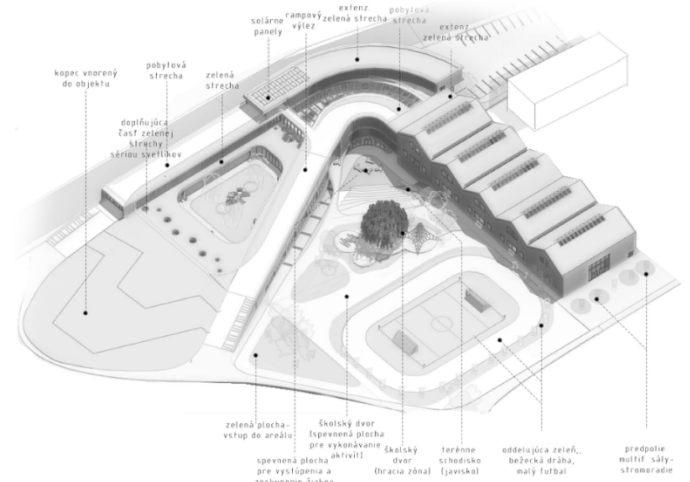 extenz.
zelená strecha
pobytová
strecha
rampový
výlez
solárne
panely
extenz.
zelená strecha
kopec vnorený
do objektu
pobytová
strecha
zelená
strecha
doplňujúca
časť zelenej
strechy
sériou svetlíkov
zelená plocha-
vstup do areálu
školský dvor
(spevnená plocha
pre vykonávanie
aktivít)
spevnená plocha
pre vystúpenia a
školský
dvor
(hracia zóna)
terénne
schodisko
(javisko)
oddelujúca zeleň,
bežecká dráha,
malý futbal
predpolie
multif. sály-
stromoradie